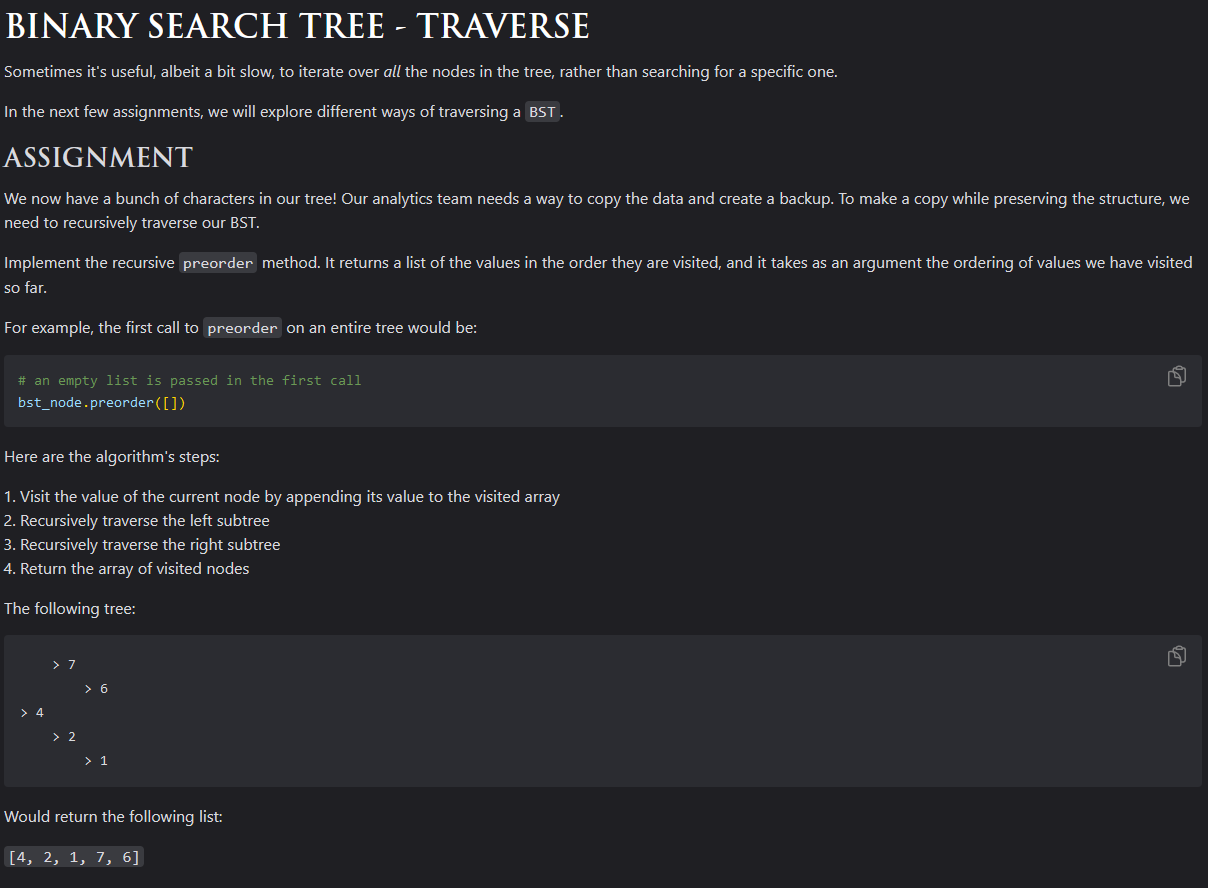 BINARY SEARCH TREE - TRAVERSE
Sometimes it's useful, albeit a bit slow, to iterate over all the nodes in the tree, rather than searching for a specific one.
In the next few assignments, we will explore different ways of traversing a BST.
ASSIGNMENT
We now have a bunch of characters in our tree! Our analytics team needs a way to copy the data and create a backup. To make a copy while preserving the structure, we
need to recursively traverse our BST.
Implement the recursive preorder method. It returns a list of the values in the order they are visited, and it takes as an argument the ordering of values we have visited
so far.
For example, the first call to preorder on an entire tree would be:
# an empty list is passed in the first call
bst_node.preorder([])
Here are the algorithm's steps:
1. Visit the value of the current node by appending its value to the visited array
2. Recursively traverse the left subtree
3. Recursively traverse the right subtree
4. Return the array of visited nodes
The following tree:
    > 7
        > 6
> 4
    > 2
        > 1
Would return the following list:
[4, 2, 1, 7, 6]